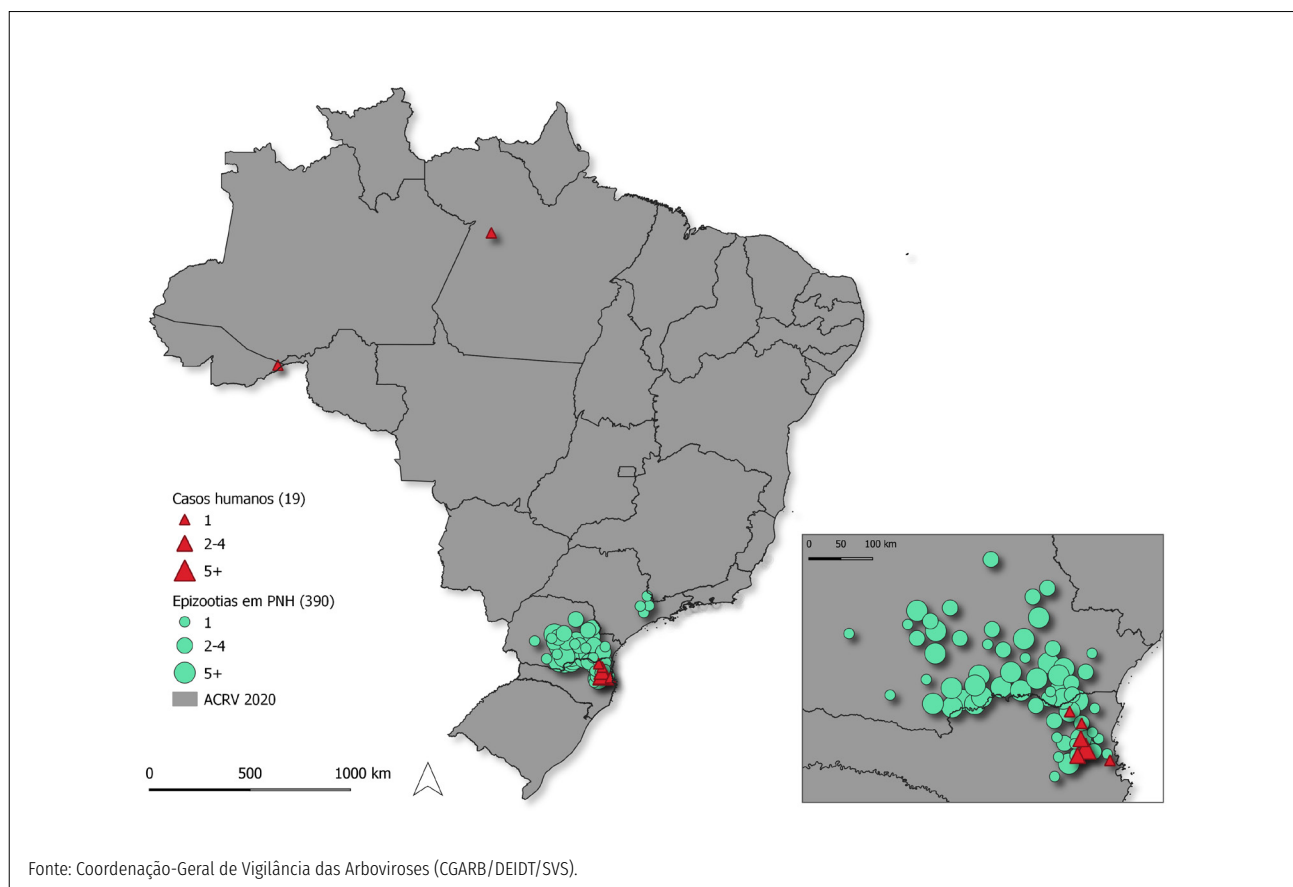 Casos humanos (19)
1
2-4
5+
Epizootias em PNH (390)
1
2-4
5+
ACRV 2020
0 500 1000 km
0 50 100 km
Fonte: Coordenação-Geral de Vigilância das Arboviroses (CGARB/DEIDT/SVS).